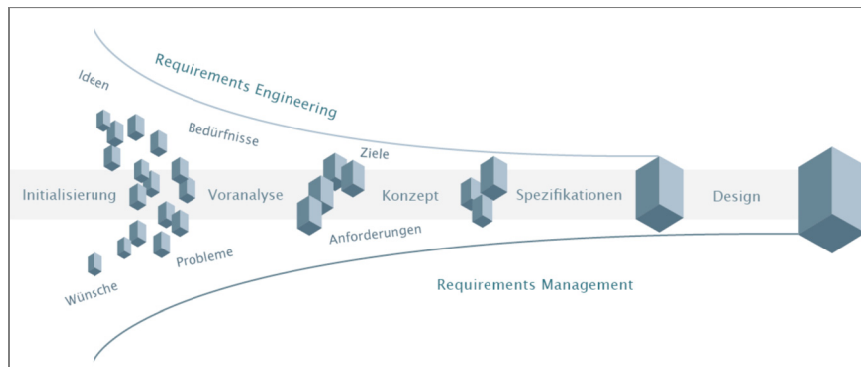 Requirements Engineering
Ideen
Bedürfnisse
Ziele
Initialisierung
Voranalyse
Konzept
Spezifikationen
Design
Anforderungen
Probleme
Wünsche
Requirements Management